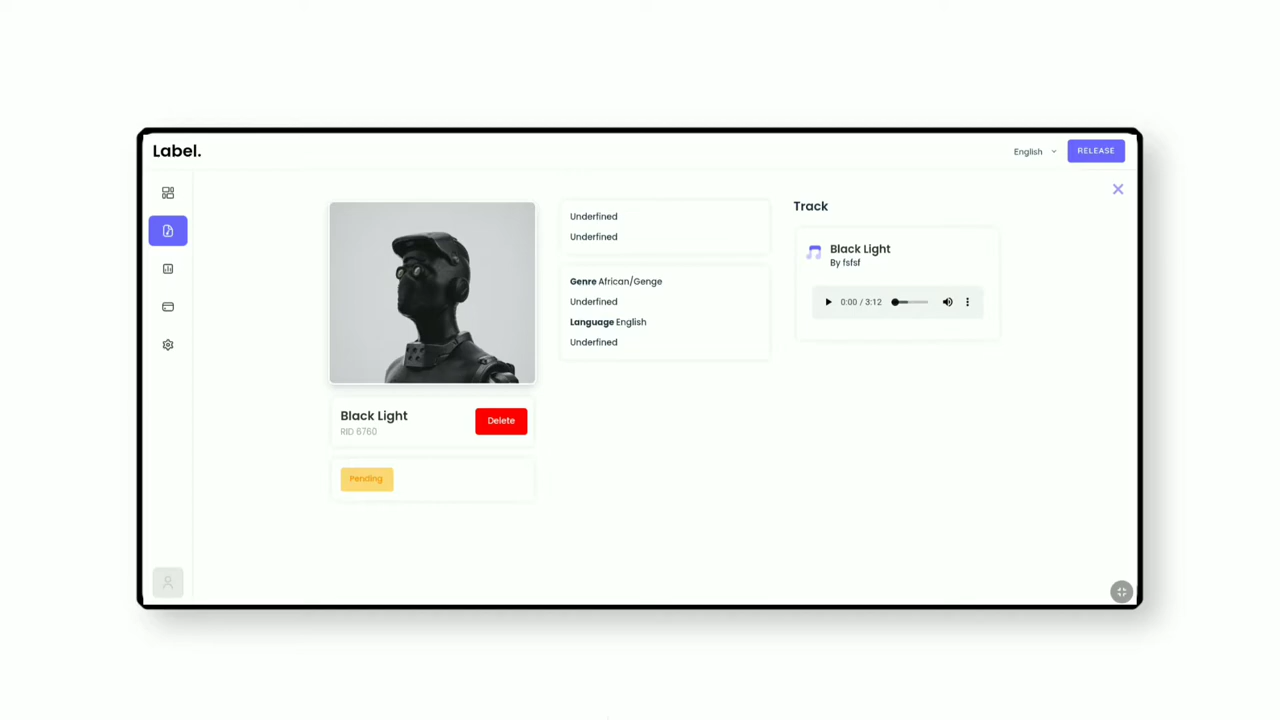 Label.
English
RELEASE
Black Light
RID 6760
Delete
Pending
Underfined
Underfined
Genre African/Genge
Underfined
Language English
Underfined
Track
Black Light
By fsfsf
0:00 / 3:12